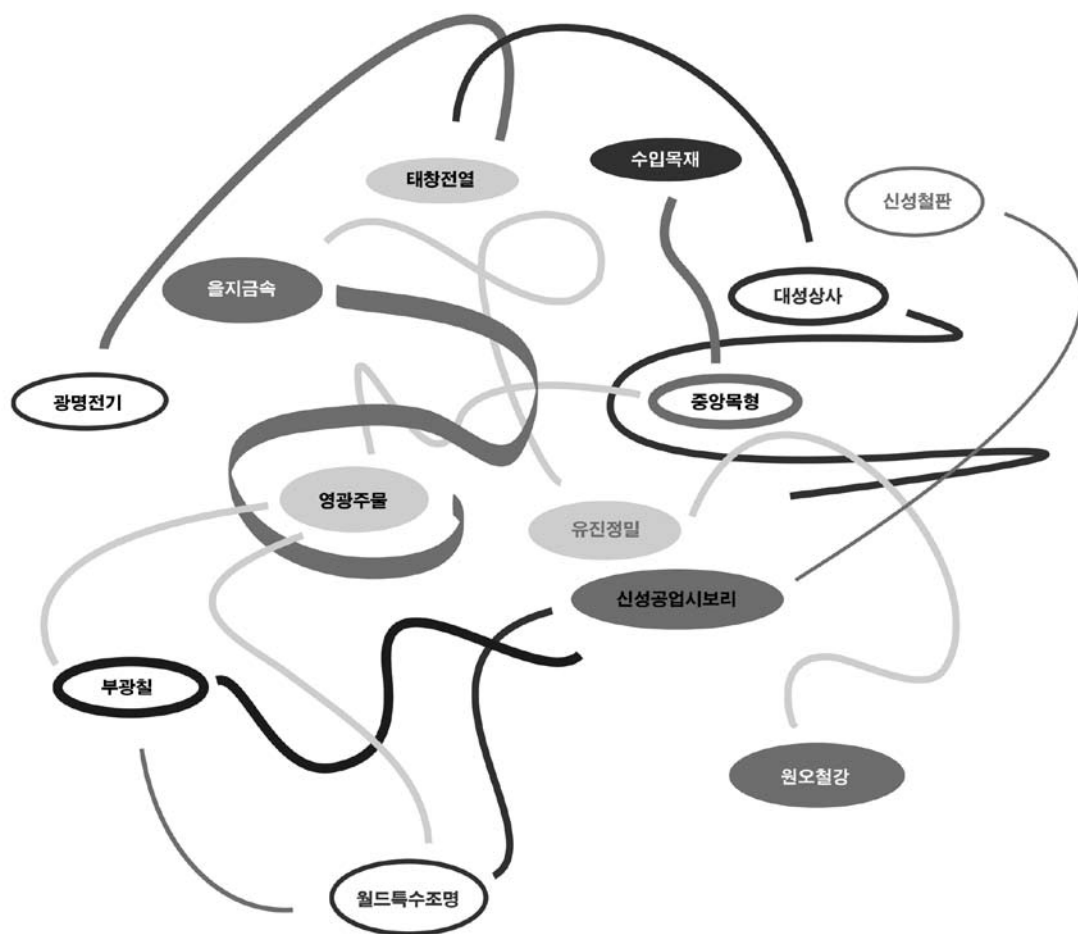 수입목재
태창전열
신성철판
을지금속
대성상사
광명전기
중앙목형
영광주물
유진정밀
신성공업시보리
부광칠
원오철강
월드특수조명